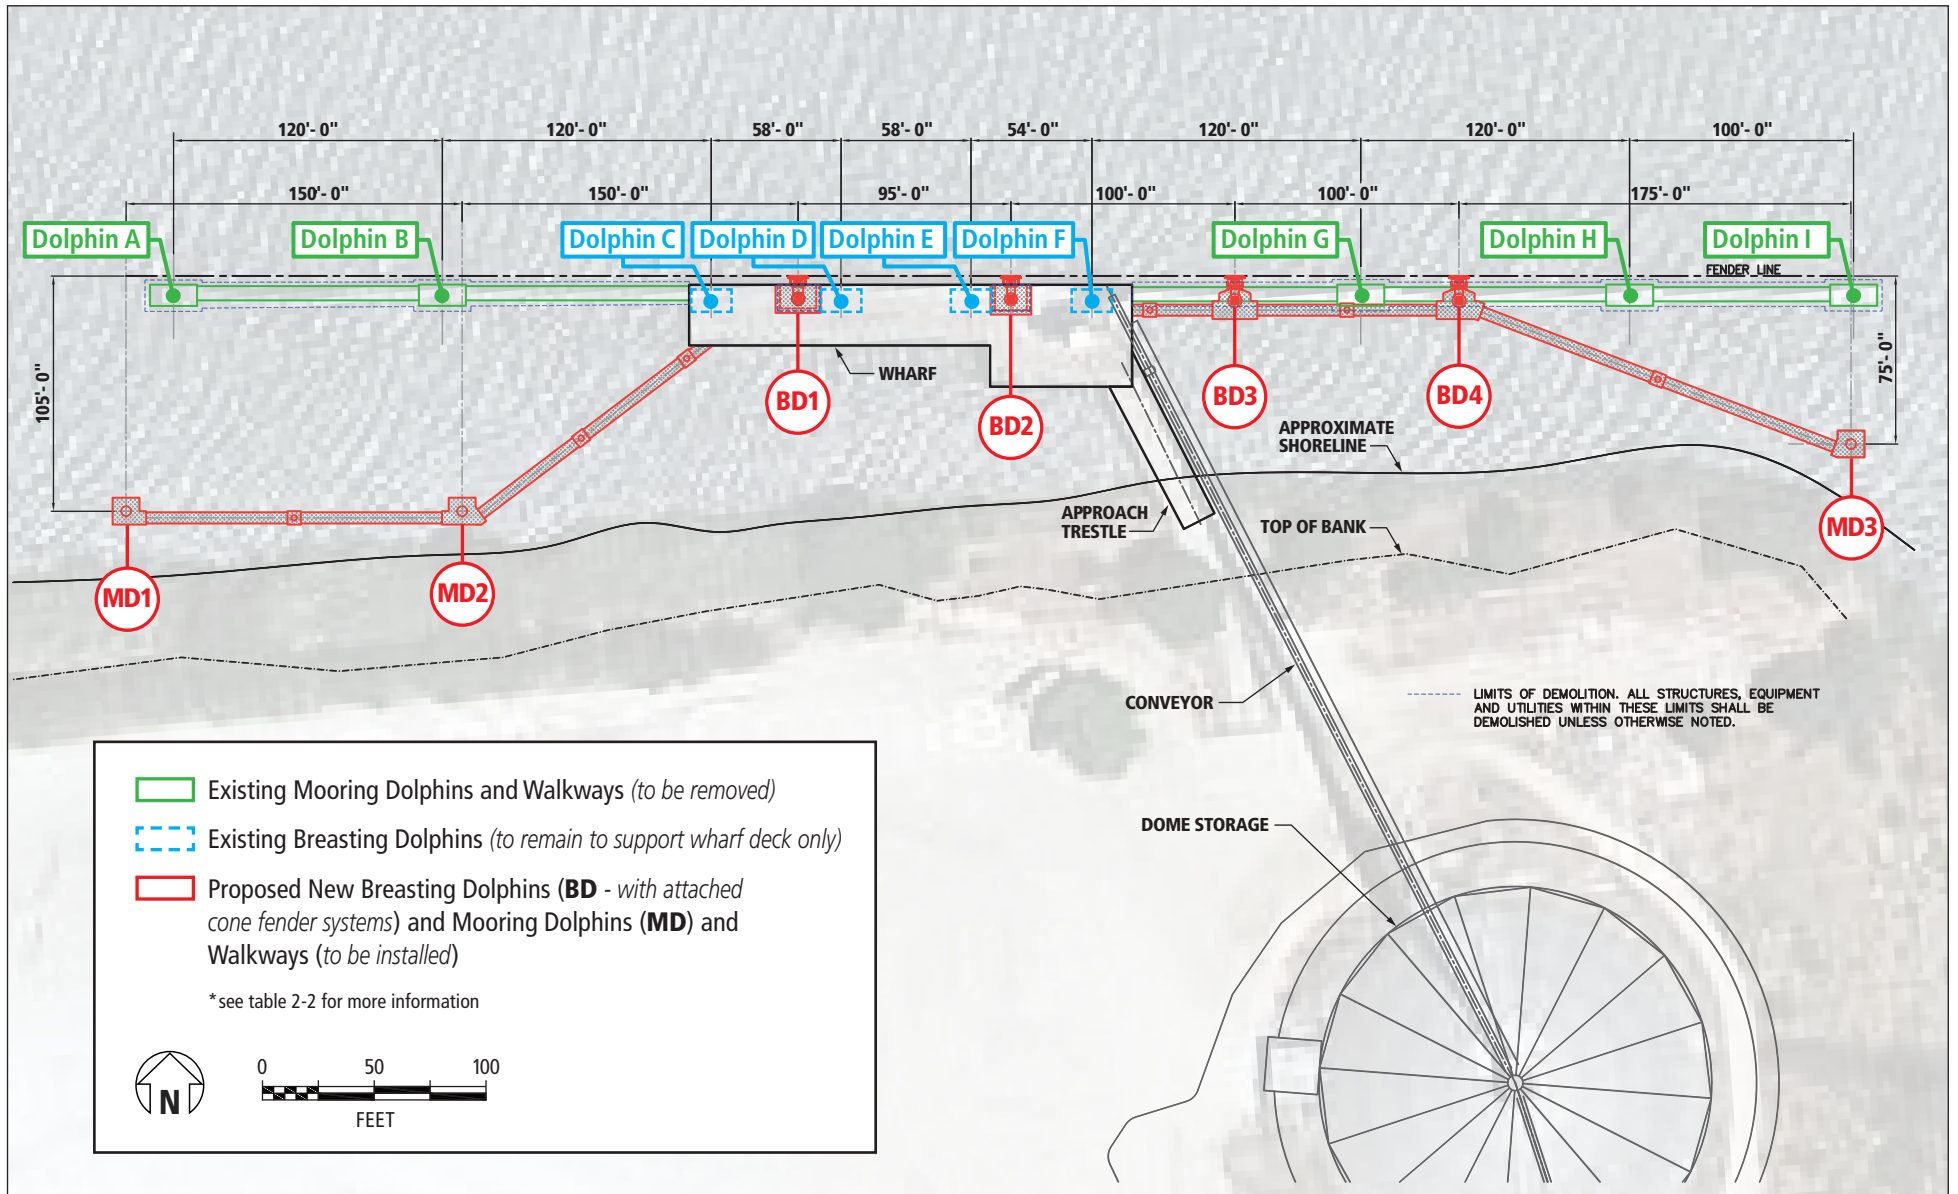 120'- 0"
120'- 0"
58'- 0"
58'- 0"
54'- 0"
120'- 0"
120'- 0"
100'- 0"
150'- 0"
150'- 0"
95'- 0"
100'- 0"
100'- 0"
175'- 0"
Dolphin A
Dolphin B
Dolphin C
Dolphin D
Dolphin E
Dolphin F
Dolphin G
Dolphin H
Dolphin I
FENDER LINE
105'- 0"
75'- 0"
WHARF
BD1
BD2
BD3
BD4
APPROXIMATE
SHORELINE
APPROACH
TRESTLE
TOP OF BANK
MD1
MD2
MD3
CONVEYOR
LIMITS OF DEMOLITION. ALL STRUCTURES, EQUIPMENT
AND UTILITIES WITHIN THESE LIMITS SHALL BE
DEMOLISHED UNLESS OTHERWISE NOTED.
DOME STORAGE
Existing Mooring Dolphins and Walkways (to be removed)
Existing Breasting Dolphins (to remain to support wharf deck only)
Proposed New Breasting Dolphins (BD - with attached
cone fender systems) and Mooring Dolphins (MD) and
Walkways (to be installed)
*see table 2-2 for more information
N
0 50 100
FEET